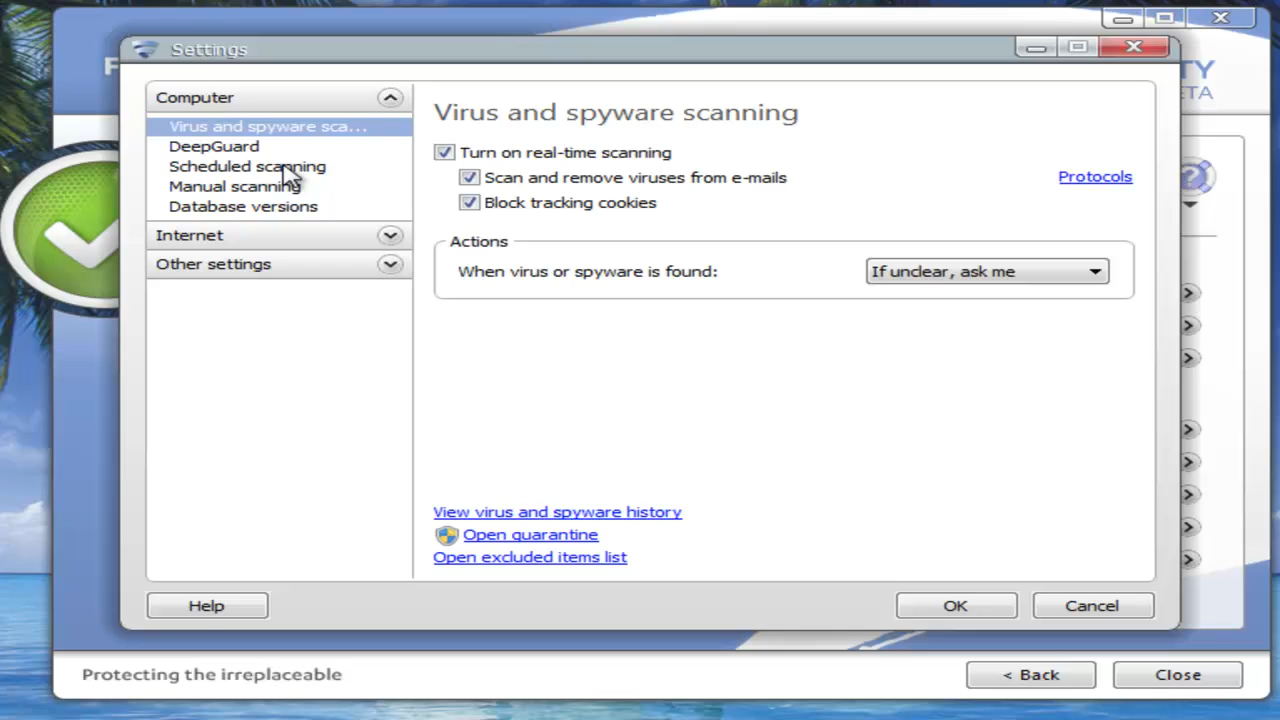 F
TY
ETA
Settings
Computer
Virus and spyware sca...
DeepGuard
Scheduled scanning
Manual scanning
Database versions
Internet
Other settings
Virus and spyware scanning
Turn on real-time scanning
Scan and remove viruses from e-mails
Protocols
Block tracking cookies
Actions
When virus or spyware is found:
If unclear, ask me
View virus and spyware history
Open quarantine
Open excluded items list
Help
OK
Cancel
Protecting the irreplaceable
< Back
Close